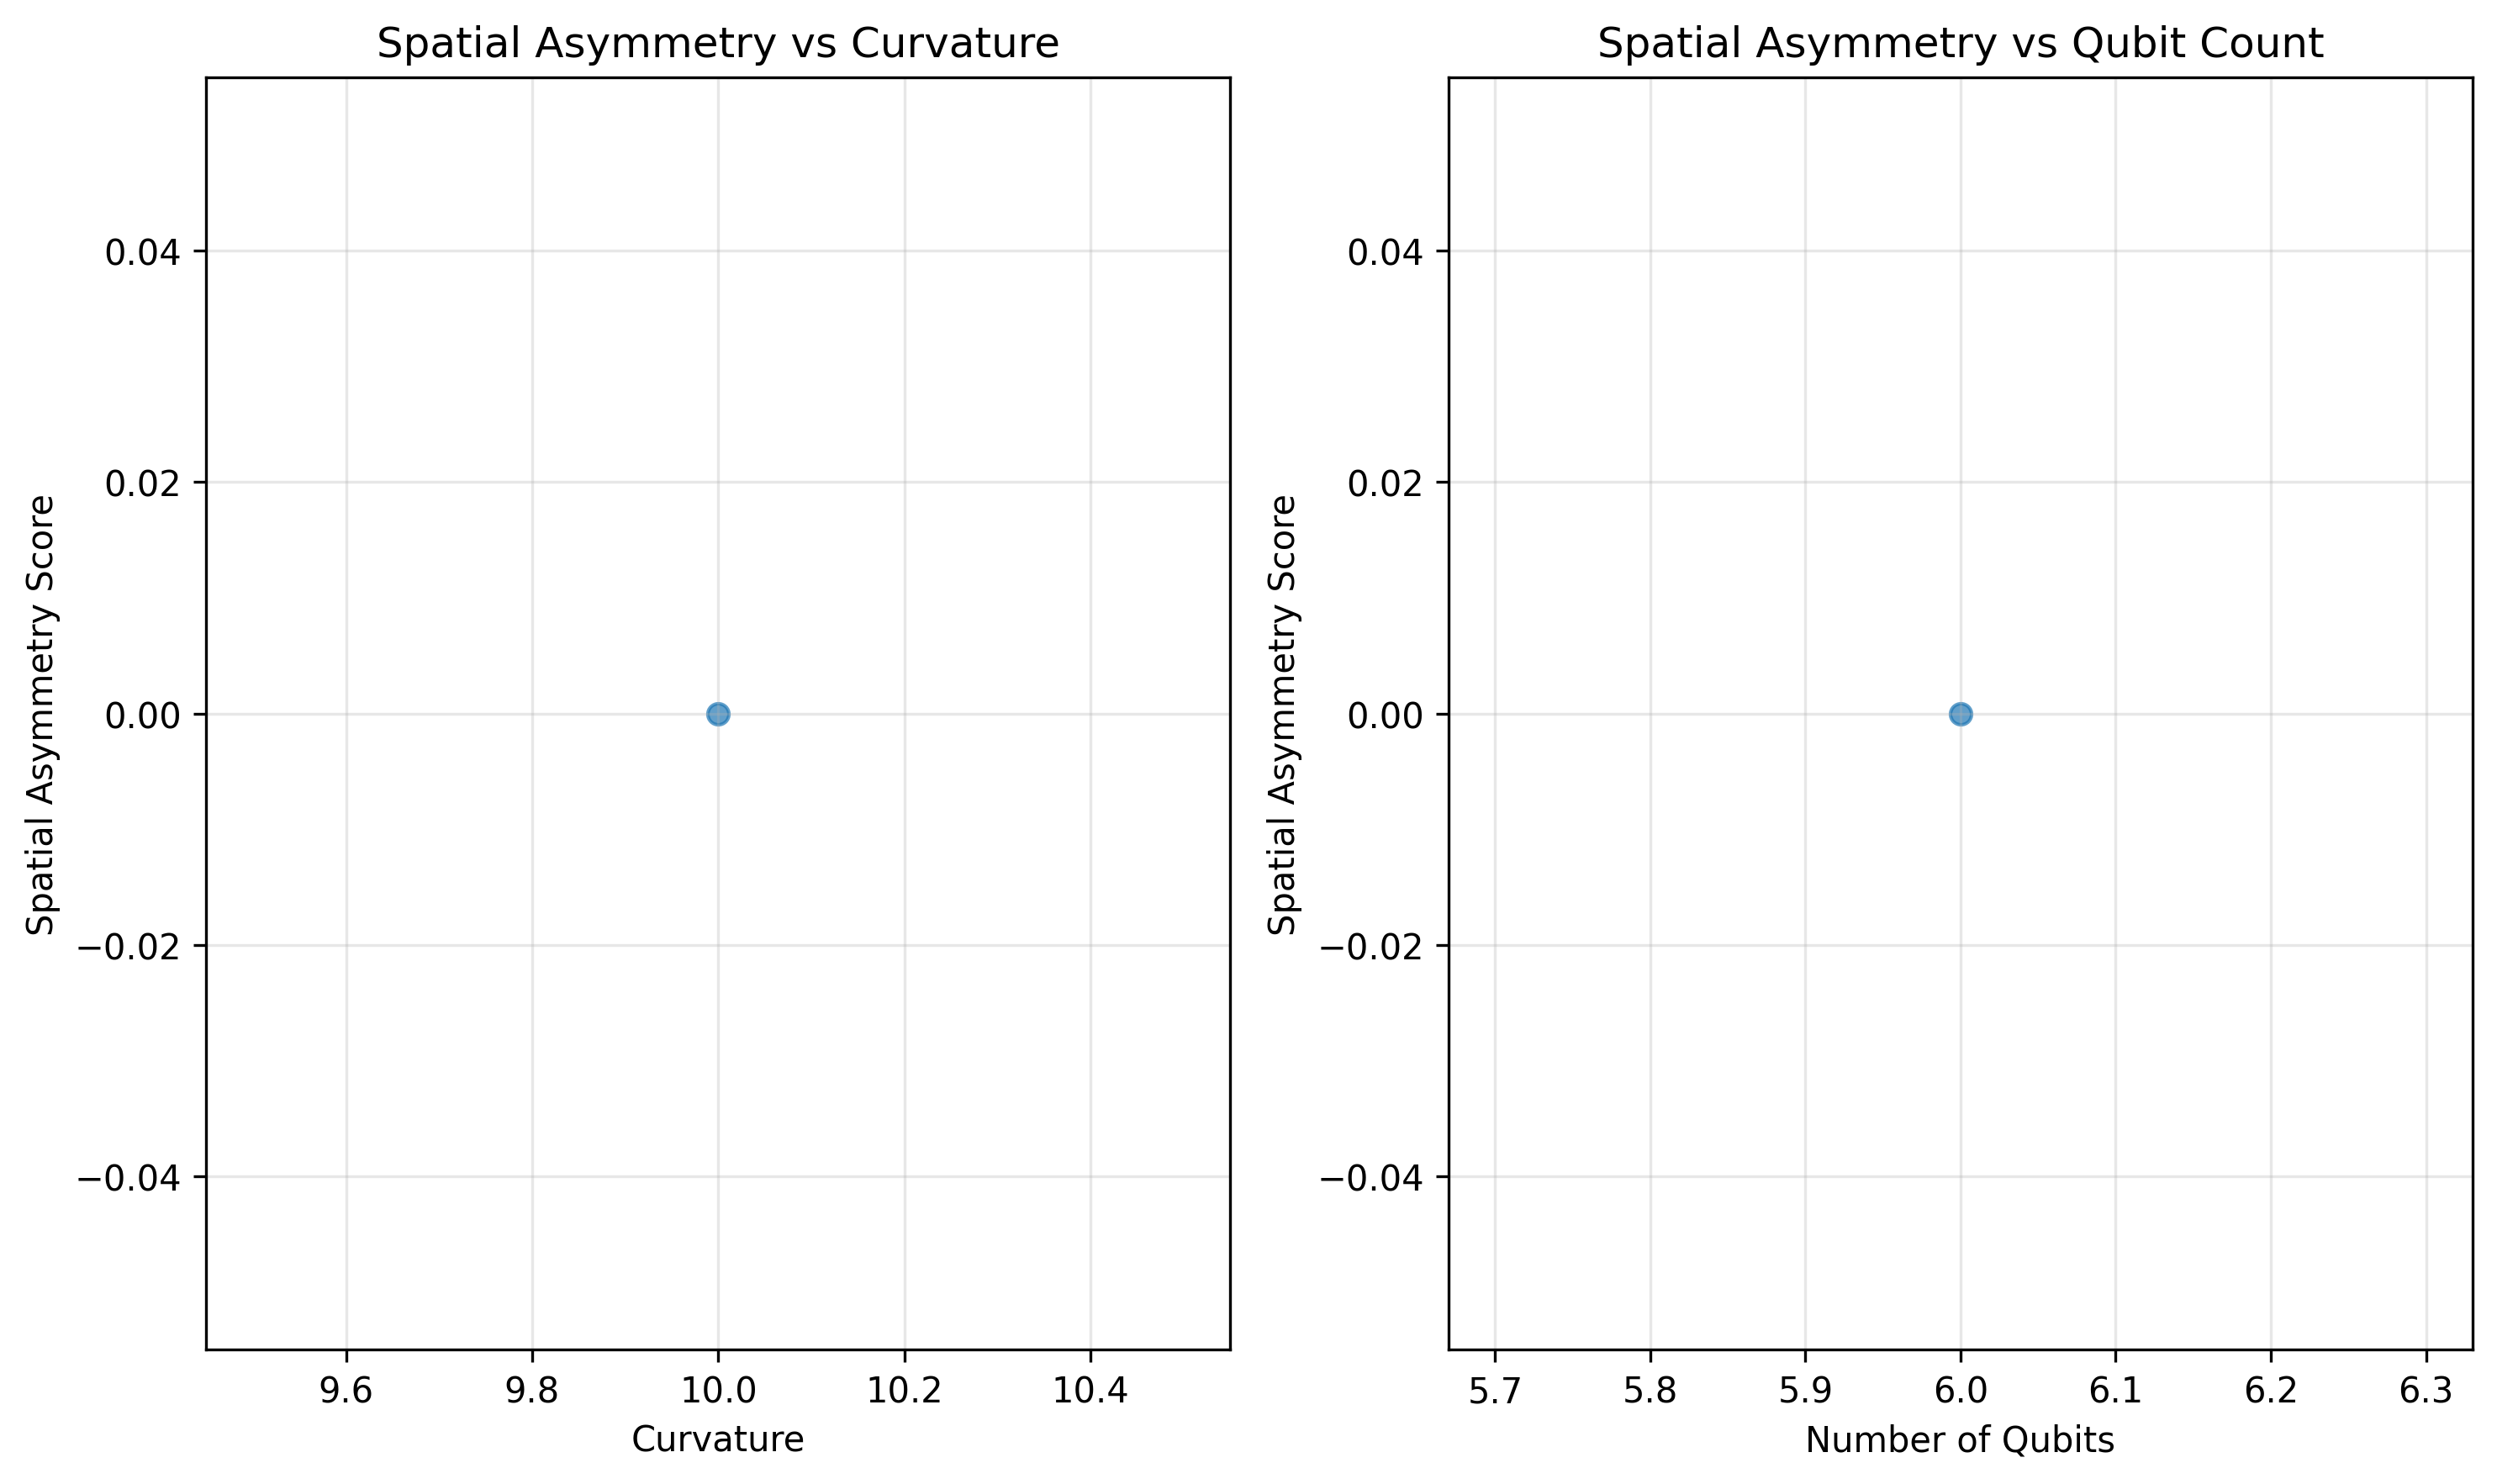 Spatial Asymmetry vs Curvature
Spatial Asymmetry Score
0.04
0.02
0.00
−0.02
−0.04
9.6 9.8 10.0 10.2 10.4
Curvature
Spatial Asymmetry vs Qubit Count
Spatial Asymmetry Score
0.04
0.02
0.00
−0.02
−0.04
5.7 5.8 5.9 6.0 6.1 6.2 6.3
Number of Qubits